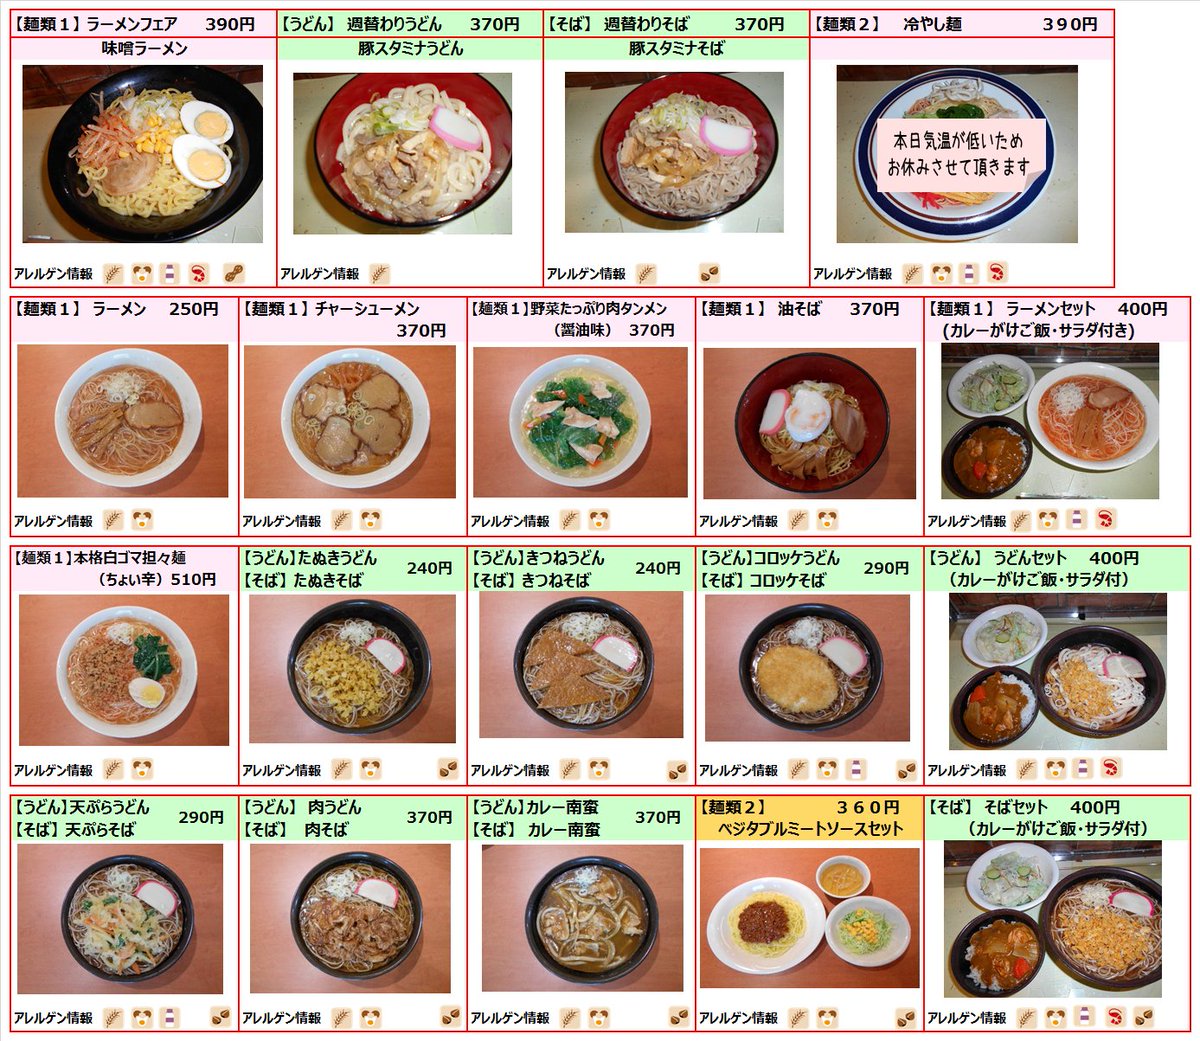 【麺類１】ラーメンフェア　390円
味噌ラーメン
アレルゲン情報
【うどん】 週替わりうどん　370円
豚スタミナうどん
アレルゲン情報
【そば】 週替わりそば　370円
豚スタミナそば
アレルゲン情報
【麺類２】　冷やし麺　３９０円
本日気温が低いため
お休みさせて頂きます
アレルゲン情報
【麺類１】 ラーメン　250円
アレルゲン情報
【麺類１】 チャーシューメン
370円
アレルゲン情報
【麺類１】野菜たっぷり肉タンメン
（醤油味）　370円
アレルゲン情報
【麺類１】 油そば　370円
アレルゲン情報
【麺類１】 ラーメンセット　400円
(カレーがけご飯・サラダ付き)
アレルゲン情報
【麺類１】本格白ゴマ担々麺
（ちょい辛）510円
アレルゲン情報
【うどん】たぬきうどん
【そば】 たぬきそば　240円
アレルゲン情報
【うどん】きつねうどん
【そば】 きつねそば　240円
アレルゲン情報
【うどん】コロッケうどん
【そば】 コロッケそば　290円
アレルゲン情報
【うどん】 うどんセット　400円
（カレーがけご飯・サラダ付）
アレルゲン情報
【うどん】天ぷらうどん
【そば】 天ぷらそば　290円
アレルゲン情報
【うどん】 肉うどん
【そば】　肉そば　370円
アレルゲン情報
【うどん】カレー南蛮
【そば】 カレー南蛮　370円
アレルゲン情報
【麺類２】　３６０円
ベジタブルミートソースセット
アレルゲン情報
【そば】 そばセット　400円
（カレーがけご飯・サラダ付）
アレルゲン情報